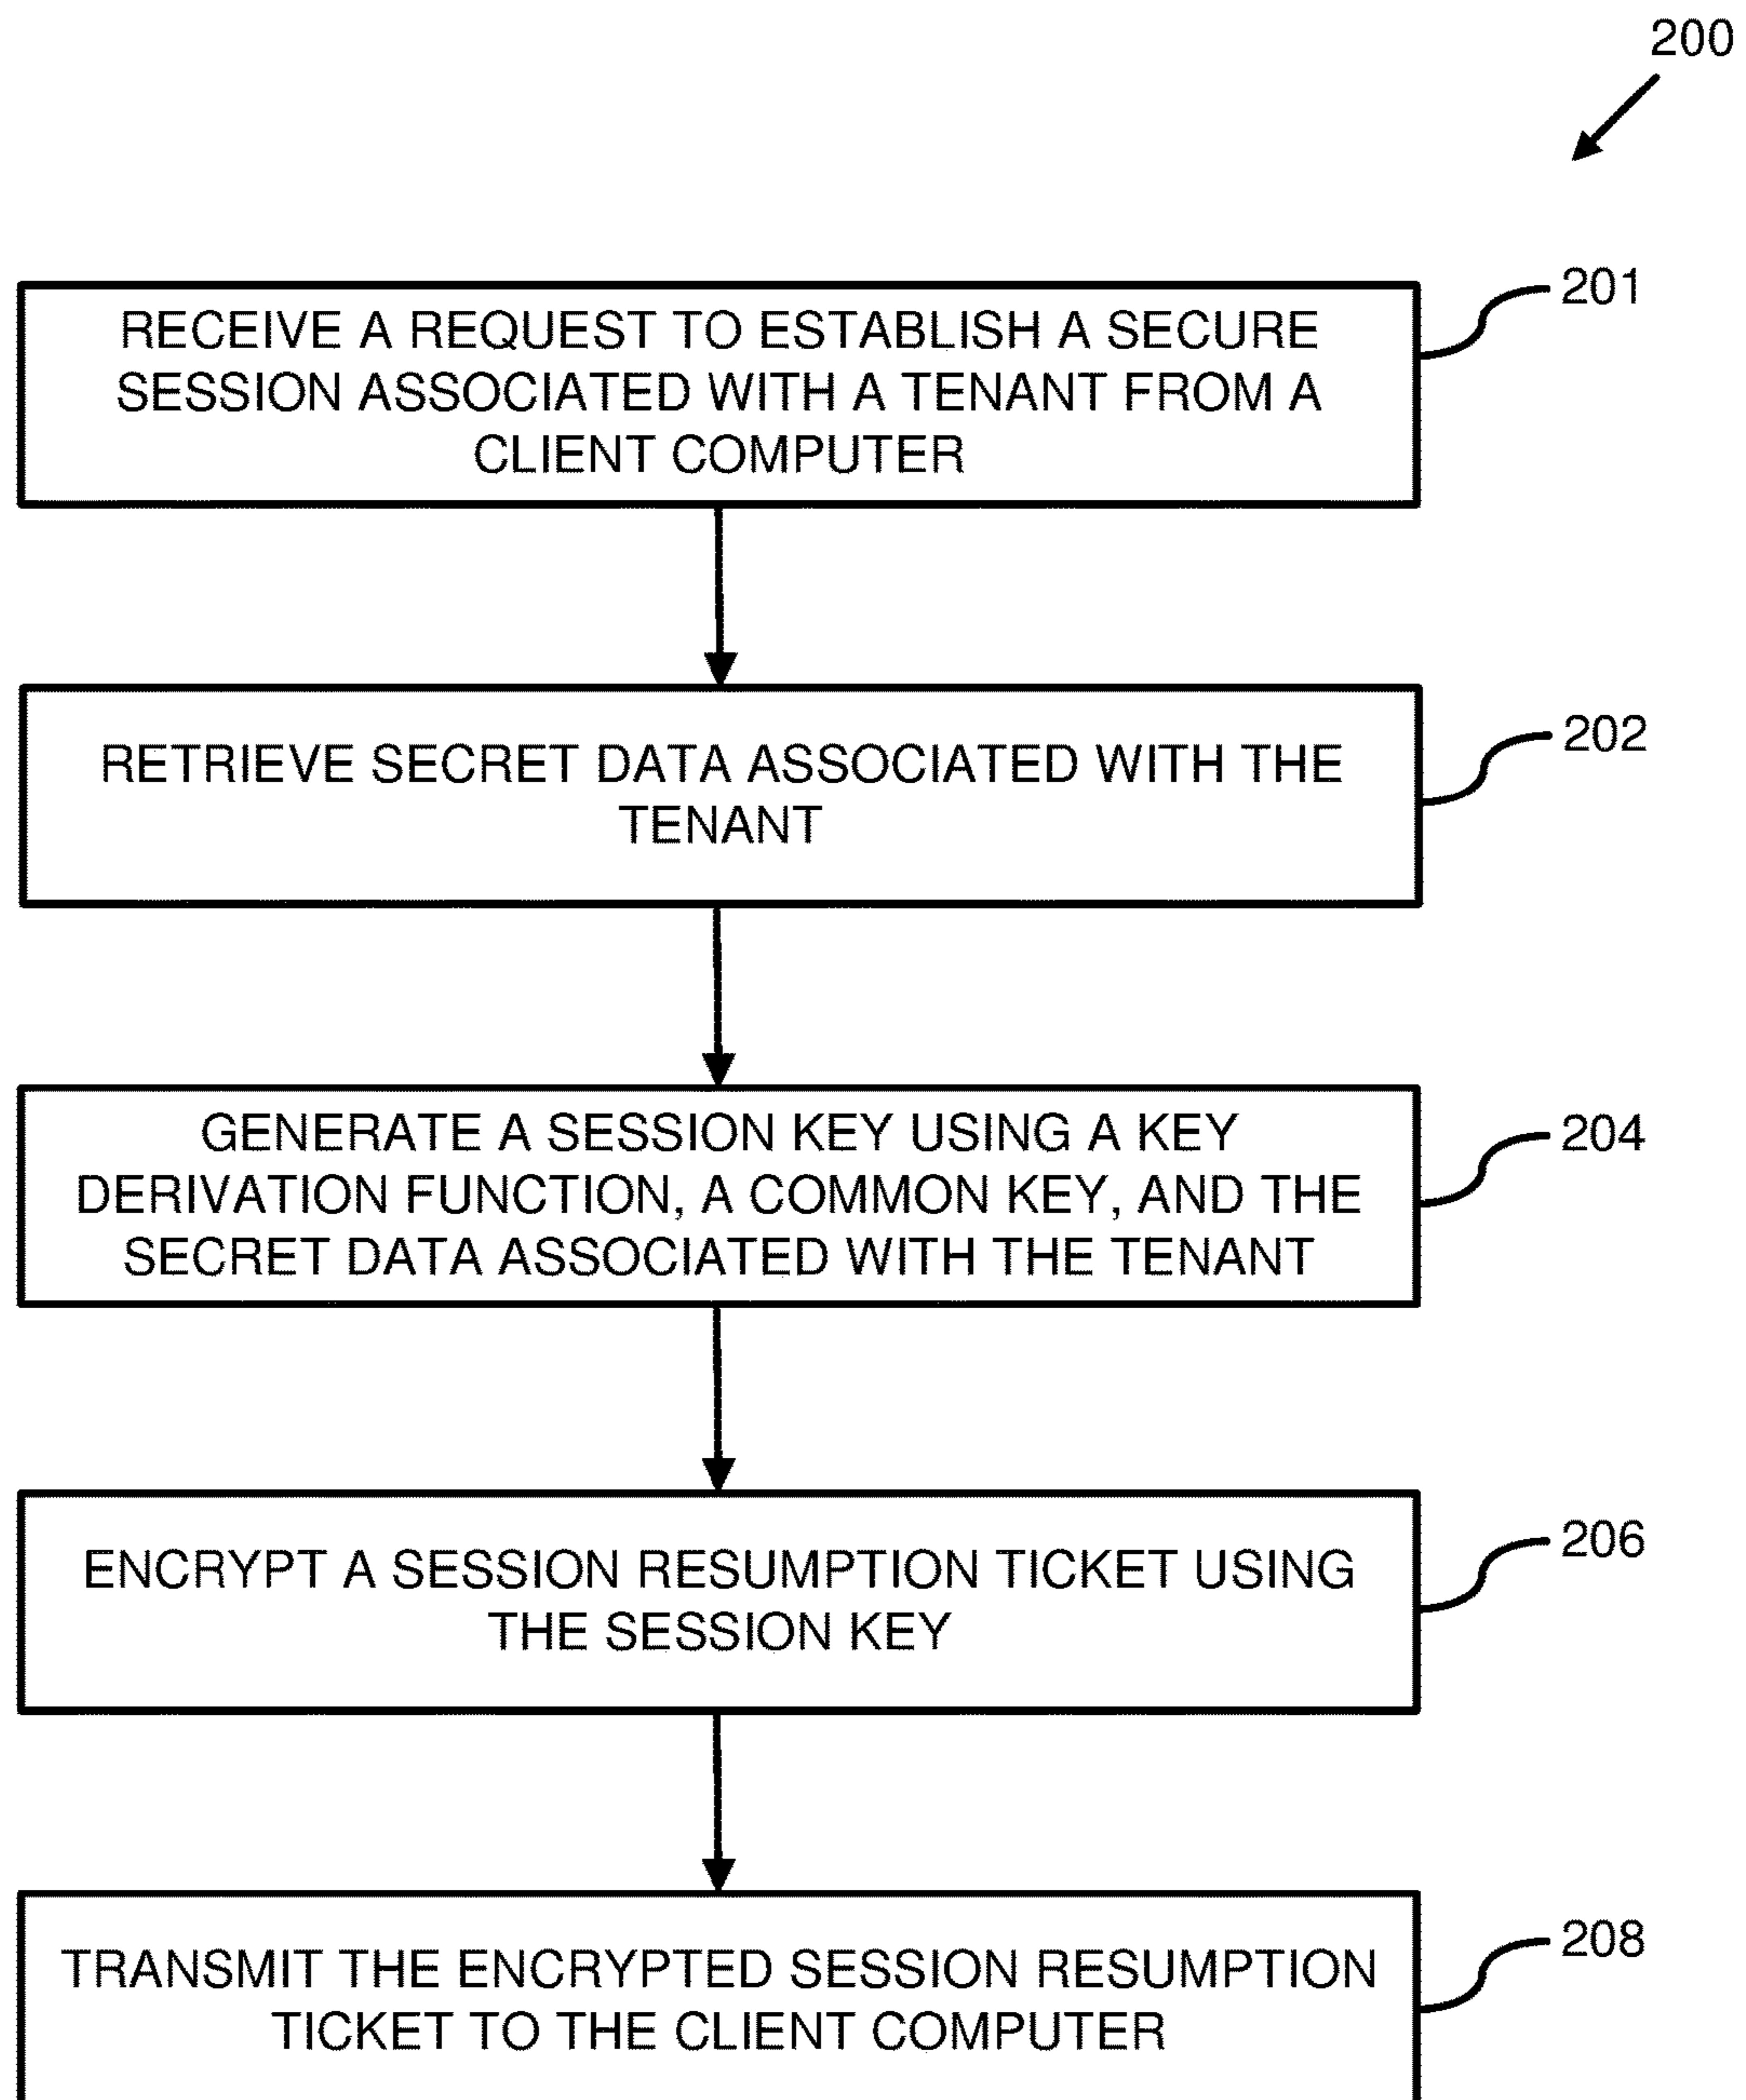 200
RECEIVE A REQUEST TO ESTABLISH A SECURE
SESSION ASSOCIATED WITH A TENANT FROM A
CLIENT COMPUTER
201
RETRIEVE SECRET DATA ASSOCIATED WITH THE
TENANT
202
GENERATE A SESSION KEY USING A KEY
DERIVATION FUNCTION, A COMMON KEY, AND THE
SECRET DATA ASSOCIATED WITH THE TENANT
204
ENCRYPT A SESSION RESUMPTION TICKET USING
THE SESSION KEY
206
TRANSMIT THE ENCRYPTED SESSION RESUMPTION
TICKET TO THE CLIENT COMPUTER
208